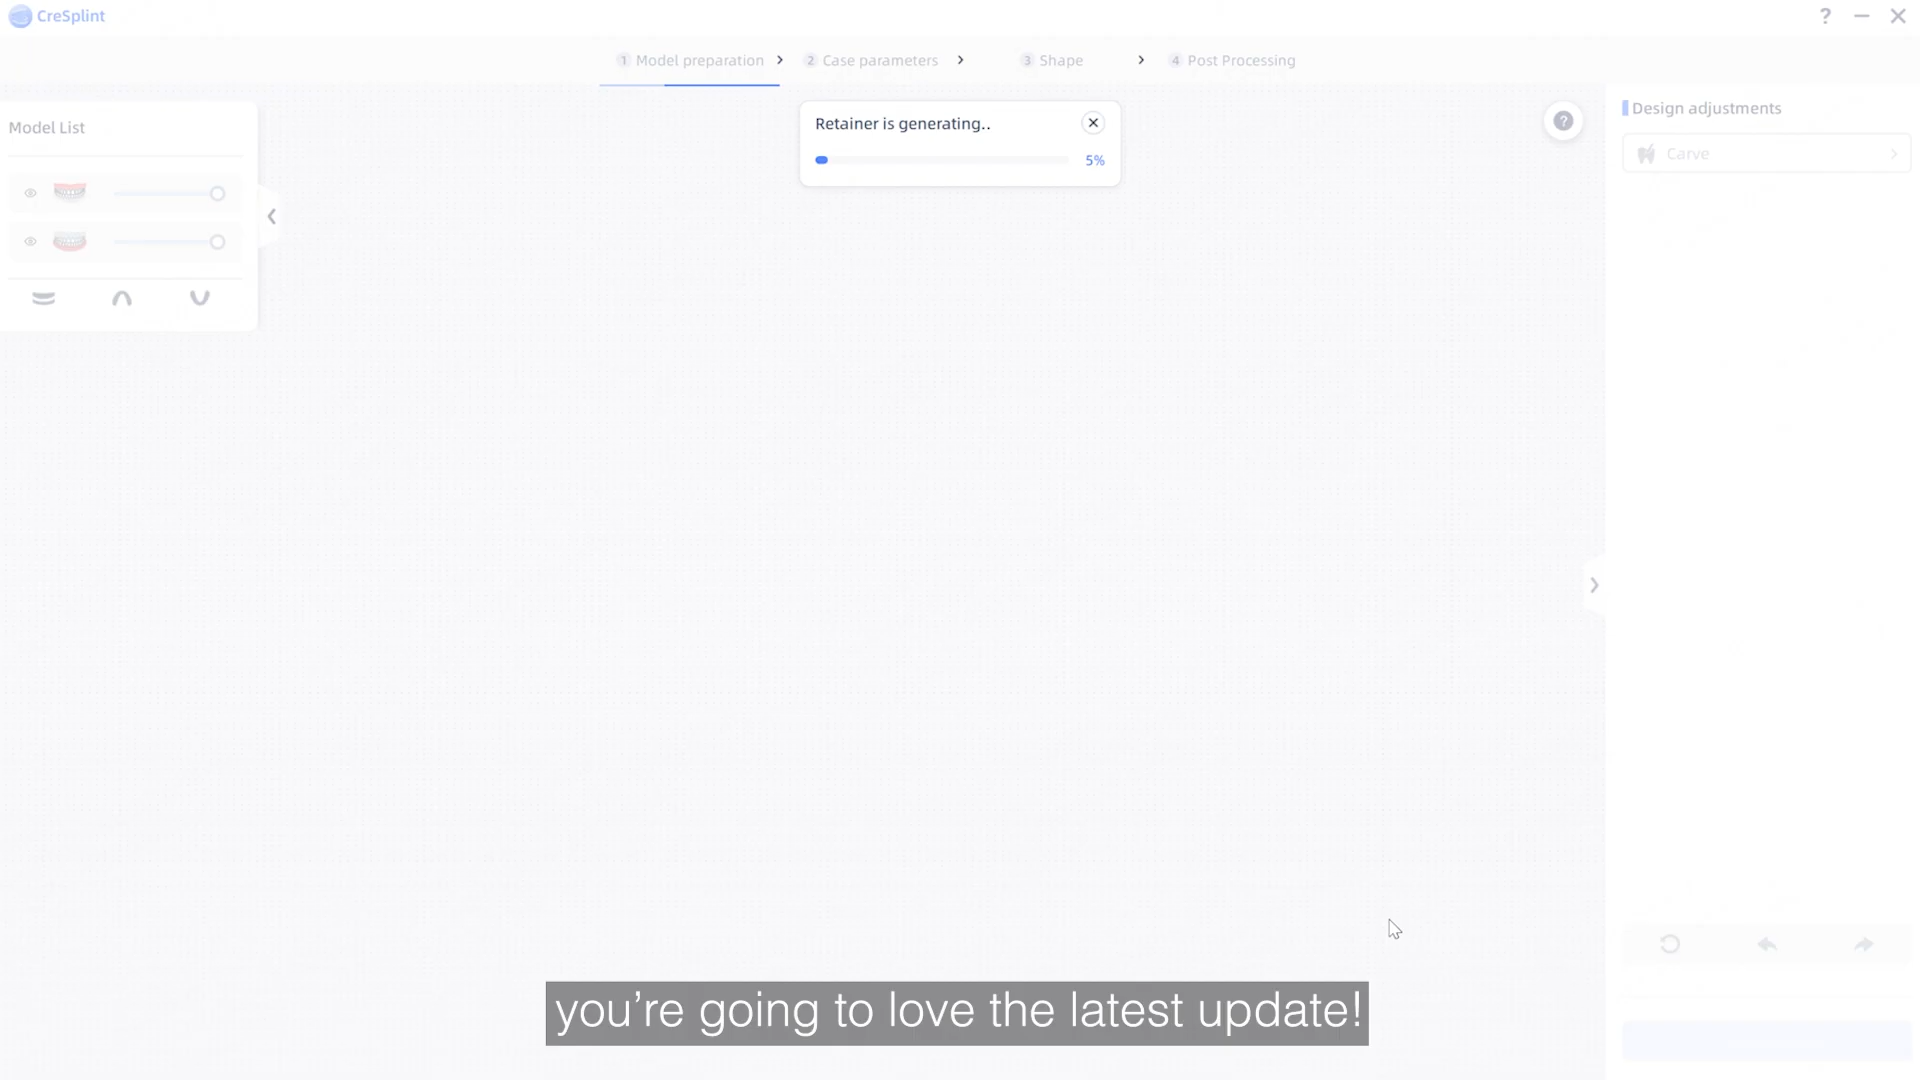 CreSplint
1 Model preparation
2 Case parameters
3 Shape
4 Post Processing
Model List
Retainer is generating..
5%
Design adjustments
Carve
you're going to love the latest update!